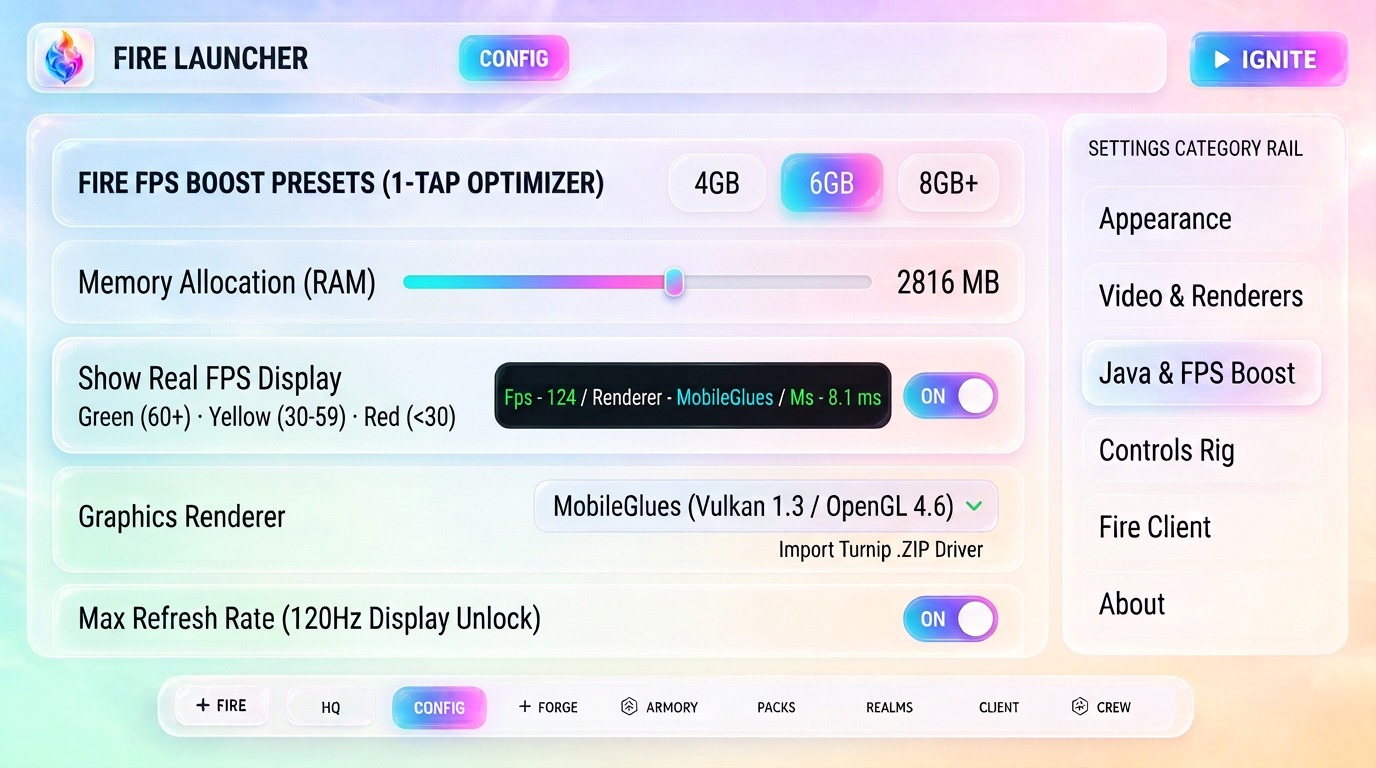 FIRE LAUNCHER
CONFIG
IGNITE
FIRE FPS BOOST PRESETS (1-TAP OPTIMIZER)
4GB
6GB
8GB+
Memory Allocation (RAM)
2816 MB
Show Real FPS Display
Green (60+) · Yellow (30-59) · Red (<30)
Fps - 124 / Renderer - MobileGlues / Ms - 8.1 ms
ON
Graphics Renderer
MobileGlues (Vulkan 1.3 / OpenGL 4.6)
Import Turnip .ZIP Driver
Max Refresh Rate (120Hz Display Unlock)
ON
SETTINGS CATEGORY RAIL
Appearance
Video & Renderers
Java & FPS Boost
Controls Rig
Fire Client
About
+ FIRE
HQ
CONFIG
+ FORGE
ARMORY
PACKS
REALMS
CLIENT
CREW